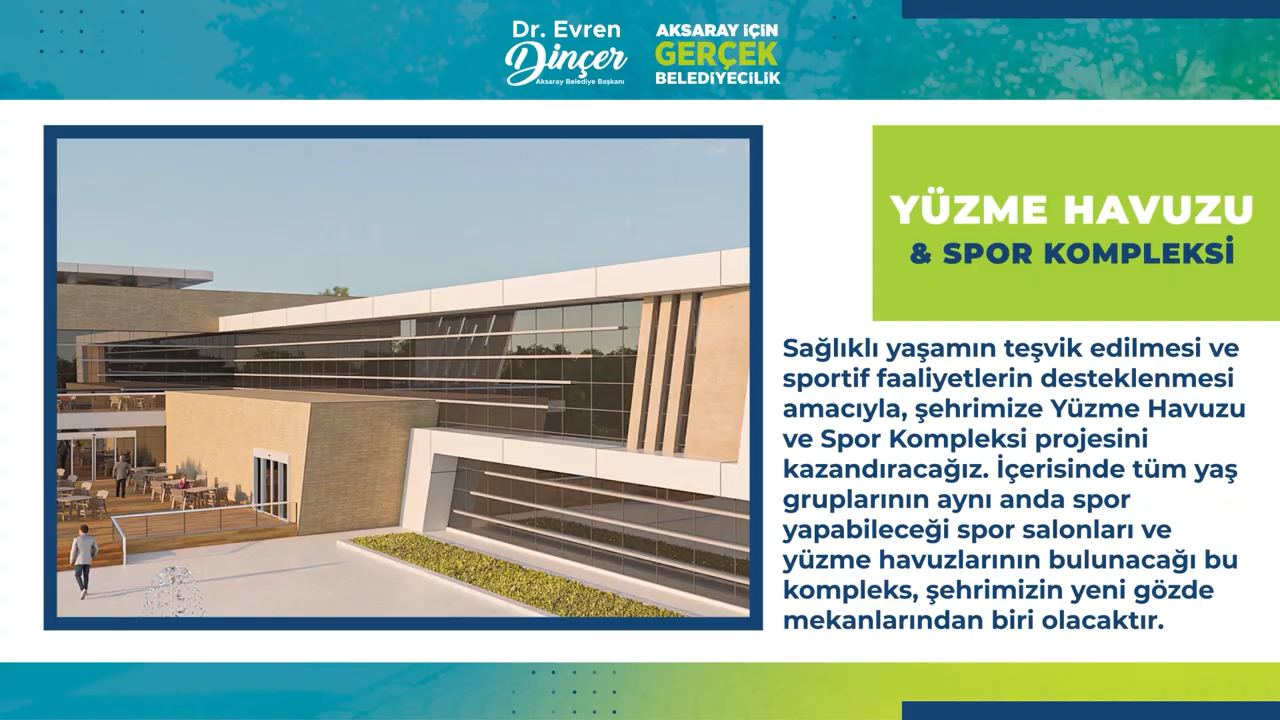 Dr. Evren
Dinçer
Aksaray Belediye Başkanı
AKSARAY İÇİN
GERÇEK
BELEDİYECİLİK
YÜZME HAVUZU
& SPOR KOMPLEKSİ
Sağlıklı yaşamın teşvik edilmesi ve
sportif faaliyetlerin desteklenmesi
amacıyla, şehrimize Yüzme Havuzu
ve Spor Kompleksi projesini
kazandıracağız. İçerisinde tüm yaş
gruplarının aynı anda spor
yapabileceği spor salonları ve
yüzme havuzlarının bulunacağı bu
kompleks, şehrimizin yeni gözde
mekanlarından biri olacaktır.